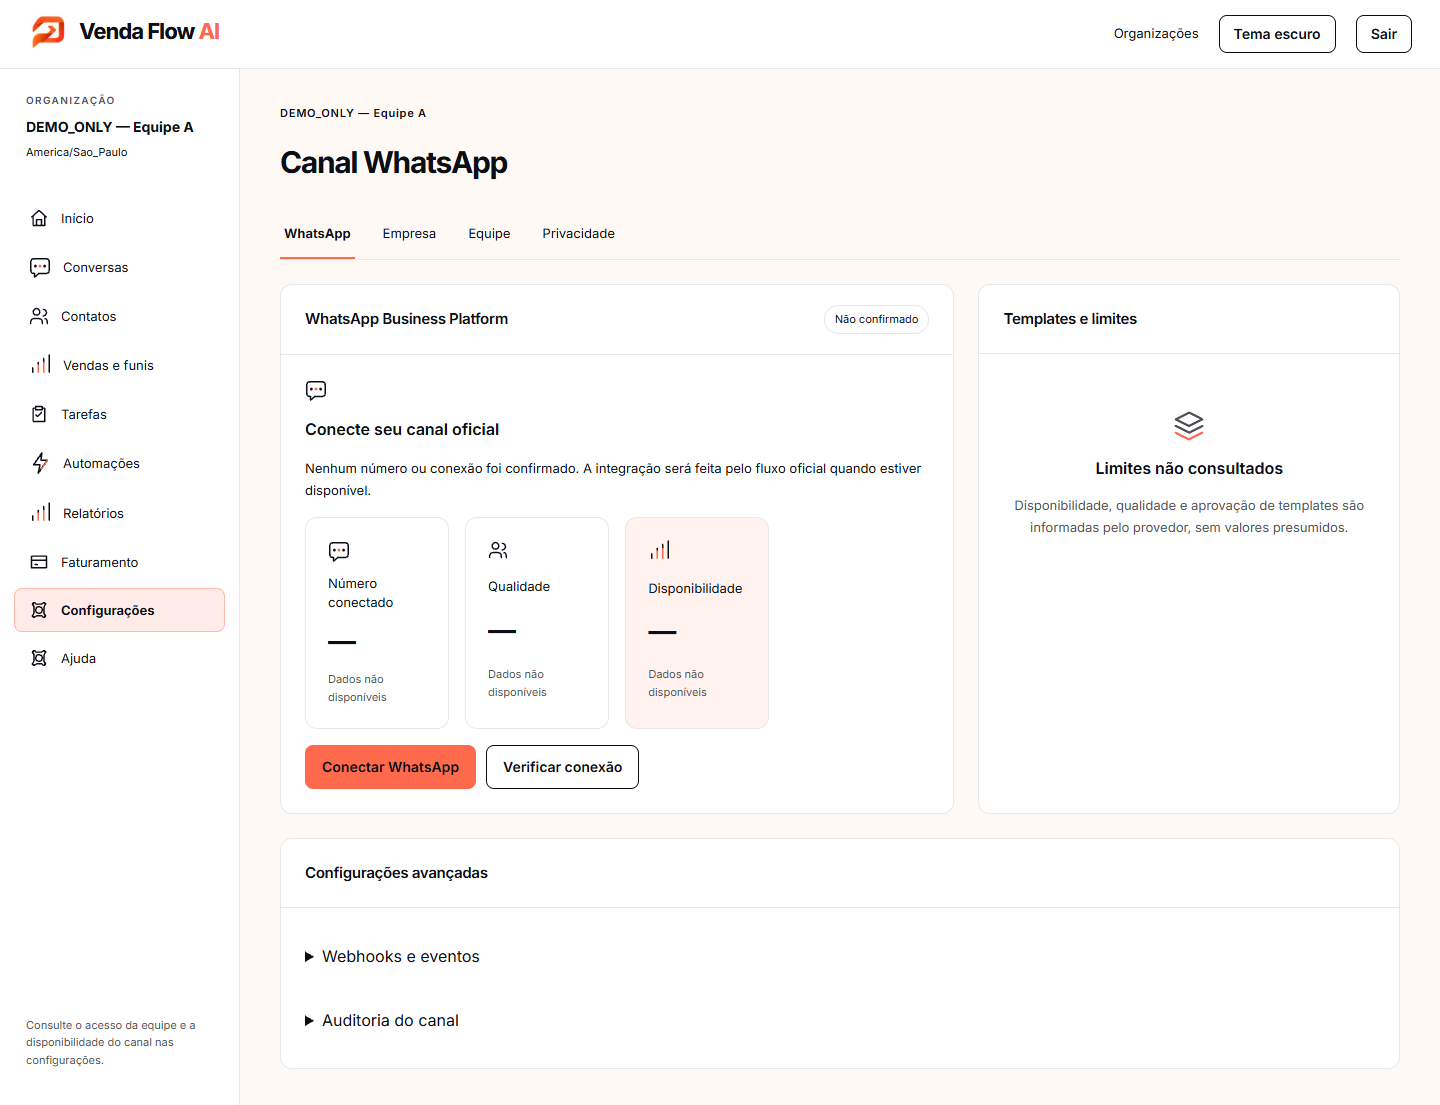 Venda Flow AI
Organizações
Tema escuro
Sair
ORGANIZAÇÃO
DEMO_ONLY — Equipe A
America/Sao_Paulo
Início
Conversas
Contatos
Vendas e funis
Tarefas
Automações
Relatórios
Faturamento
Configurações
Ajuda
Consulte o acesso da equipe e a
disponibilidade do canal nas
configurações.
DEMO_ONLY — Equipe A
Canal WhatsApp
WhatsApp
Empresa
Equipe
Privacidade
WhatsApp Business Platform
Não confirmado
Conecte seu canal oficial
Nenhum número ou conexão foi confirmado. A integração será feita pelo fluxo oficial quando estiver
disponível.
Número
conectado
—
Dados não
disponíveis
Qualidade
—
Dados não
disponíveis
Disponibilidade
—
Dados não
disponíveis
Conectar WhatsApp
Verificar conexão
Templates e limites
Limites não consultados
Disponibilidade, qualidade e aprovação de templates são
informadas pelo provedor, sem valores presumidos.
Configurações avançadas
Webhooks e eventos
Auditoria do canal